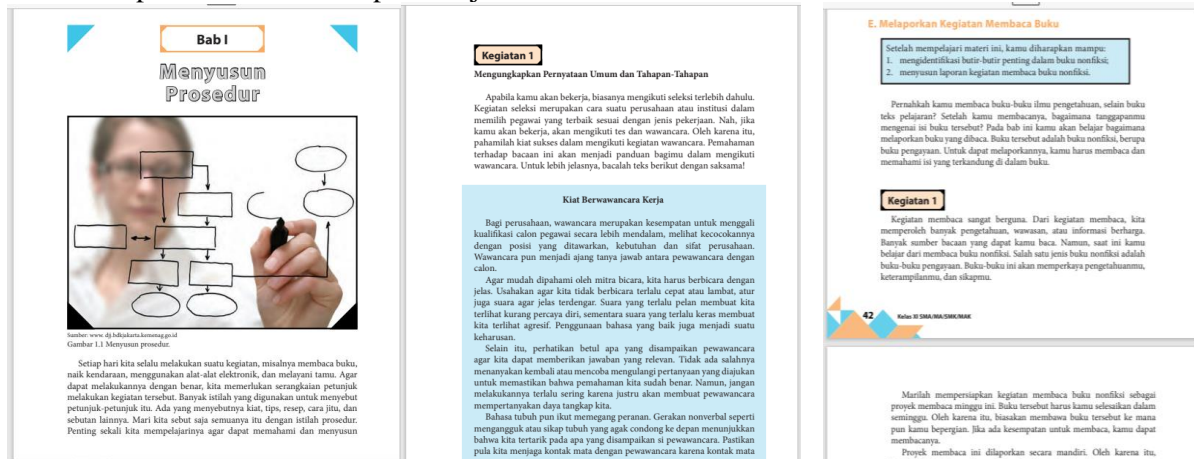 Bab I
Menyusun
Prosedur
Sumber: www. dji.bdkjakarta.kemenag.go.id
Gambar 1.1 Menyusun prosedur.
Setiap hari kita selalu melakukan suatu kegiatan, misalnya membaca buku,
naik kendaraan, menggunakan alat-alat elektronik, dan melayani tamu. Agar
dapat melakukannya dengan benar, kita memerlukan serangkaian petunjuk
melakukan kegiatan tersebut. Banyak istilah yang digunakan untuk menyebut
petunjuk-petunjuk itu. Ada yang menyebutnya kiat, tips, resep, cara jitu, dan
sebutan lainnya. Mari kita sebut saja semuanya itu dengan istilah prosedur.
Penting sekali kita mempelajarinya agar dapat memahami dan menyusun
Kegiatan 1
Mengungkapkan Pernyataan Umum dan Tahapan-Tahapan
Apabila kamu akan bekerja, biasanya mengikuti seleksi terlebih dahulu.
Kegiatan seleksi merupakan cara suatu perusahaan atau institusi dalam
memilih pegawai yang terbaik sesuai dengan jenis pekerjaan. Nah, jika
kamu akan bekerja, akan mengikuti tes dan wawancara. Oleh karena itu,
pahamilah kiat sukses dalam mengikuti kegiatan wawancara. Pemahaman
terhadap bacaan ini akan menjadi panduan bagimu dalam mengikuti
wawancara. Untuk lebih jelasnya, bacalah teks berikut dengan saksama!
Kiat Berwawancara Kerja
Bagi perusahaan, wawancara merupakan kesempatan untuk menggali
kualifikasi calon pegawai secara lebih mendalam, melihat kecocokannya
dengan posisi yang ditawarkan, kebutuhan dan sifat perusahaan.
Wawancara pun menjadi ajang tanya jawab antara pewawancara dengan
calon.
Agar mudah dipahami oleh mitra bicara, kita harus berbicara dengan
jelas. Usahakan agar kita tidak berbicara terlalu cepat atau lambat, atur
juga suara agar jelas terdengar. Suara yang terlalu pelan membuat kita
terlihat kurang percaya diri, sementara suara yang terlalu keras membuat
kita terlihat agresif. Penggunaan bahasa yang baik juga menjadi suatu
keharusan.
Selain itu, perhatikan betul apa yang disampaikan pewawancara
agar kita dapat memberikan jawaban yang relevan. Tidak ada salahnya
menanyakan kembali atau mencoba mengulangi pertanyaan yang diajukan
untuk memastikan bahwa pemahaman kita sudah benar. Namun, jangan
melakukannya terlalu sering karena justru akan membuat pewawancara
mempertanyakan daya tangkap kita.
Bahasa tubuh pun ikut memegang peranan. Gerakan nonverbal seperti
mengangguk atau sikap tubuh yang agak condong ke depan menunjukkan
bahwa kita tertarik pada apa yang disampaikan si pewawancara. Pastikan
pula kita menjaga kontak mata dengan pewawancara karena kontak mata
E. Melaporkan Kegiatan Membaca Buku
Setelah mempelajari materi ini, kamu diharapkan mampu:
1. mengidentifikasi butir-butir penting dalam buku nonfiksi;
2. menyusun laporan kegiatan membaca buku nonfiksi.
Pernahkah kamu membaca buku-buku ilmu pengetahuan, selain buku
teks pelajaran? Setelah kamu membacanya, bagaimana tanggapanmu
mengenai isi buku tersebut? Pada bab ini kamu akan belajar bagaimana
melaporkan buku yang dibaca. Buku tersebut adalah buku nonfiksi, berupa
buku pengayaan. Untuk dapat melaporkannya, kamu harus membaca dan
memahami isi yang terkandung di dalam buku.
Kegiatan 1
Kegiatan membaca sangat berguna. Dari kegiatan membaca, kita
memperoleh banyak pengetahuan, wawasan, atau informasi berharga.
Banyak sumber bacaan yang dapat kamu baca. Namun, saat ini kamu
belajar dari membaca buku nonfiksi. Salah satu jenis buku nonfiksi adalah
buku-buku pengayaan. Buku-buku ini akan memperkaya pengetahuanmu,
keterampilanmu, dan sikapmu.
42 Kelas XI SMA/MA/SMK/MAK
Marilah mempersiapkan kegiatan membaca buku nonfiksi sebagai
proyek membaca minggu ini. Buku tersebut harus kamu selesaikan dalam
seminggu. Oleh karena itu, biasakan membawa buku tersebut ke mana
pun kamu bepergian. Jika ada kesempatan untuk membaca, kamu dapat
membacanya.
Proyek membaca ini dilaporkan secara mandiri. Oleh karena itu,